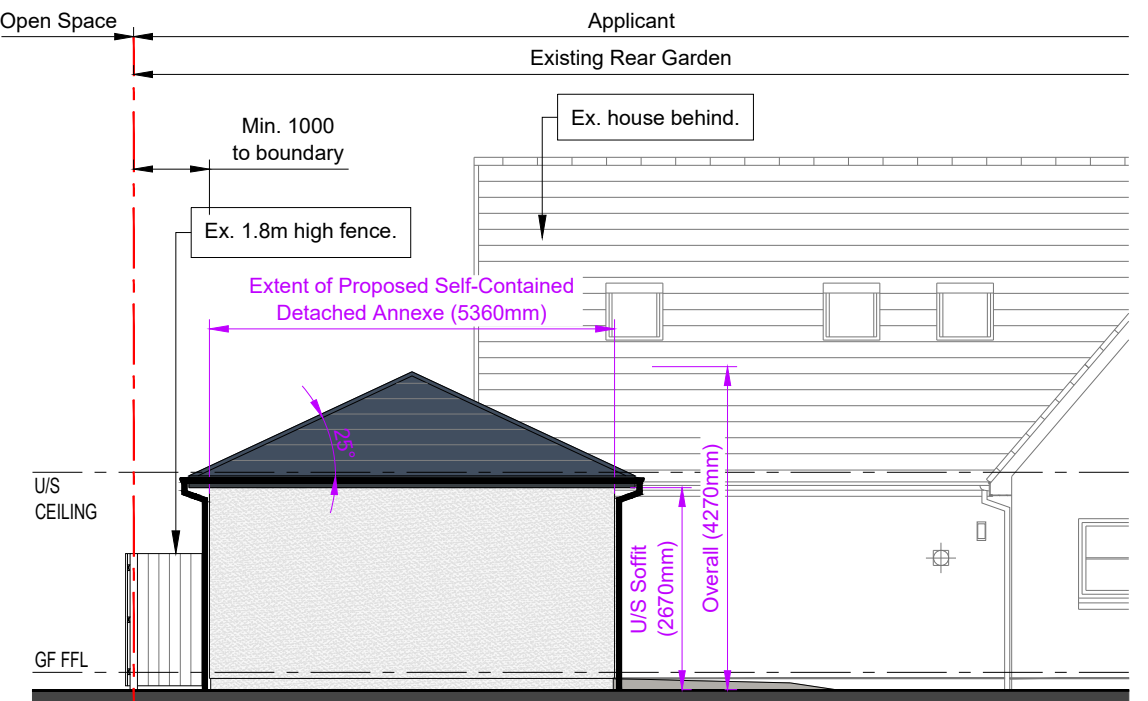 Open Space
Applicant
Existing Rear Garden
Ex. house behind.
Min. 1000
to boundary
Ex. 1.8m high fence.
Extent of Proposed Self-Contained
Detached Annexe (5360mm)
25°
U/S
CEILING
U/S Soffit
(2670mm)
Overall (4270mm)
GF FFL